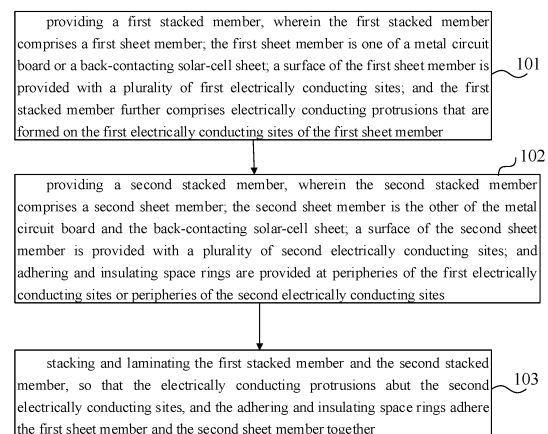 providing a first stacked member, wherein the first stacked member
comprises a first sheet member; the first sheet member is one of a metal circuit
board or a back-contacting solar-cell sheet; a surface of the first sheet member is
provided with a plurality of first electrically conducting sites; and the first
stacked member further comprises electrically conducting protrusions that are
formed on the first electrically conducting sites of the first sheet member
101
102
providing a second stacked member, wherein the second stacked member
comprises a second sheet member; the second sheet member is the other of the metal
circuit board and the back-contacting solar-cell sheet; a surface of the second sheet
member is provided with a plurality of second electrically conducting sites; and
adhering and insulating space rings are provided at peripheries of the first electrically
conducting sites or peripheries of the second electrically conducting sites
stacking and laminating the first stacked member and the second stacked
member, so that the electrically conducting protrusions abut the second
electrically conducting sites, and the adhering and insulating space rings adhere
the first sheet member and the second sheet member together
103